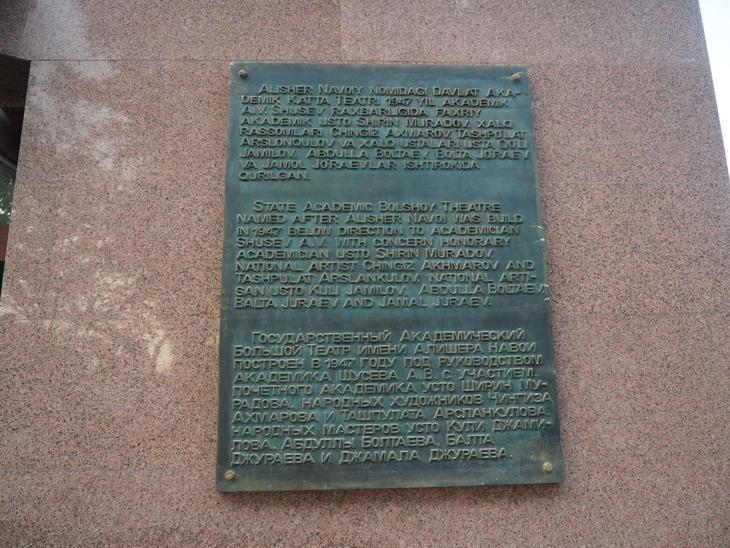 ALISHER NAVOIY NOMIDAGI DAVLAT AKA-
DEMIK KATTA TEATRI 1947 YIL AKADEMIK
A.V. SHUSEV RAXBARLIGIDA FAXRIY
AKADEMIK USTO SHIRIN MURADOV, XALQ
RASSOMLARI CHINGIZ AXMAROV, TASHPOLAT
ARSLONQULOV VA XALQ USTALARI USTA QULI
JAMILOV, ABDULLA BOLTAEV, BOLTA JO'RAEV
VA JAMOL JO'RAEVLAR ISHTIROKIDA
QURILGAN.
STATE ACADEMIC BOLSHOY THEATRE
NAMED AFTER ALISHER NAVOI WAS BUILD
IN 1947 BELOW DIRECTION TO ACADEMICIAN
SHUSEV A.V. WITH CONCERN HONORARY
ACADEMICIAN USTO SHIRIN MURADOV,
NATIONAL ARTIST CHINGIZ AKHMAROV AND
TASHPULAT ARSLANKULOV, NATIONAL ARTI-
SAN USTO KULI JAMILOV, ABDULLA BOLTAEV,
BALTA JURAEV AND JAMAL JURAEV.
ГОСУДАРСТВЕННЫЙ АКАДЕМИЧЕСКИЙ
БОЛЬШОЙ ТЕАТР ИМЕНИ АЛИШЕРА НАВОИ
ПОСТРОЕН В 1947 ГОДУ ПОД РУКОВОДСТВОМ
АКАДЕМИКА ЩУСЕВА А.В. С УЧАСТИЕМ
ПОЧЕТНОГО АКАДЕМИКА УСТО ШИРИН МУ-
РАДОВА, НАРОДНЫХ ХУДОЖНИКОВ ЧИНГИЗА
АХМАРОВА И ТАШПУЛАТА АРСЛАНКУЛОВА,
НАРОДНЫХ МАСТЕРОВ УСТО КУЛИ ДЖАМИ-
ЛОВА, АБДУЛЛЫ БОЛТАЕВА, БАЛТА
ДЖУРАЕВА И ДЖАМАЛА ДЖУРАЕВА.